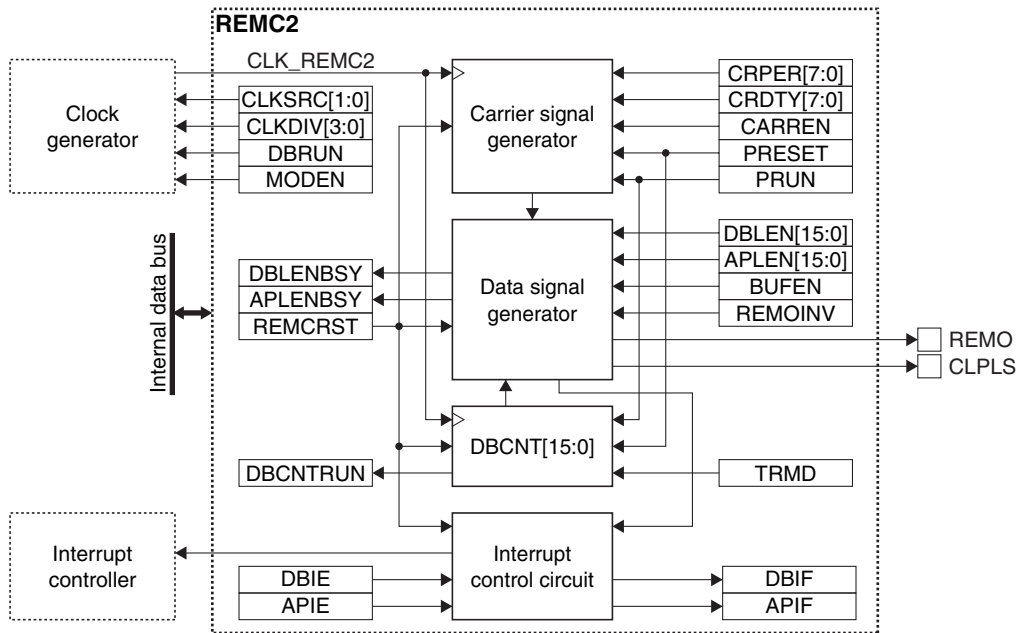 REMC2
CLK_REMC2
Clock
generator
CLKSRC[1:0]
CLKDIV[3:0]
DBRUN
MODEN
Carrier signal
generator
CRPER[7:0]
CRDTY[7:0]
CARREN
PRESET
PRUN
Internal data bus
DBLENBSY
APLENBSY
REMCRST
Data signal
generator
DBLEN[15:0]
APLEN[15:0]
BUFEN
REMOINV
REMO
CLPLS
DBCNT[15:0]
DBCNTRUN
TRMD
Interrupt
controller
Interrupt
control circuit
DBIE
APIE
DBIF
APIF